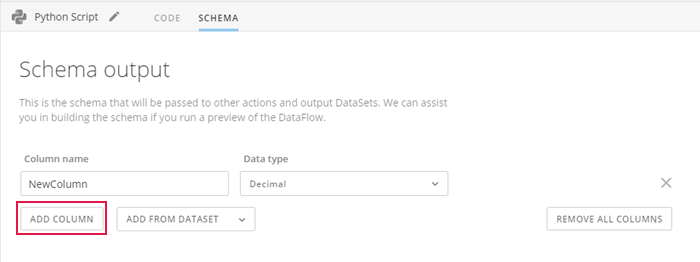 Python Script CODE SCHEMA
Schema output
This is the schema that will be passed to other actions and output DataSets. We can assist
you in building the schema if you run a preview of the DataFlow.
Column name Data type
NewColumn Decimal
ADD COLUMN ADD FROM DATASET REMOVE ALL COLUMNS